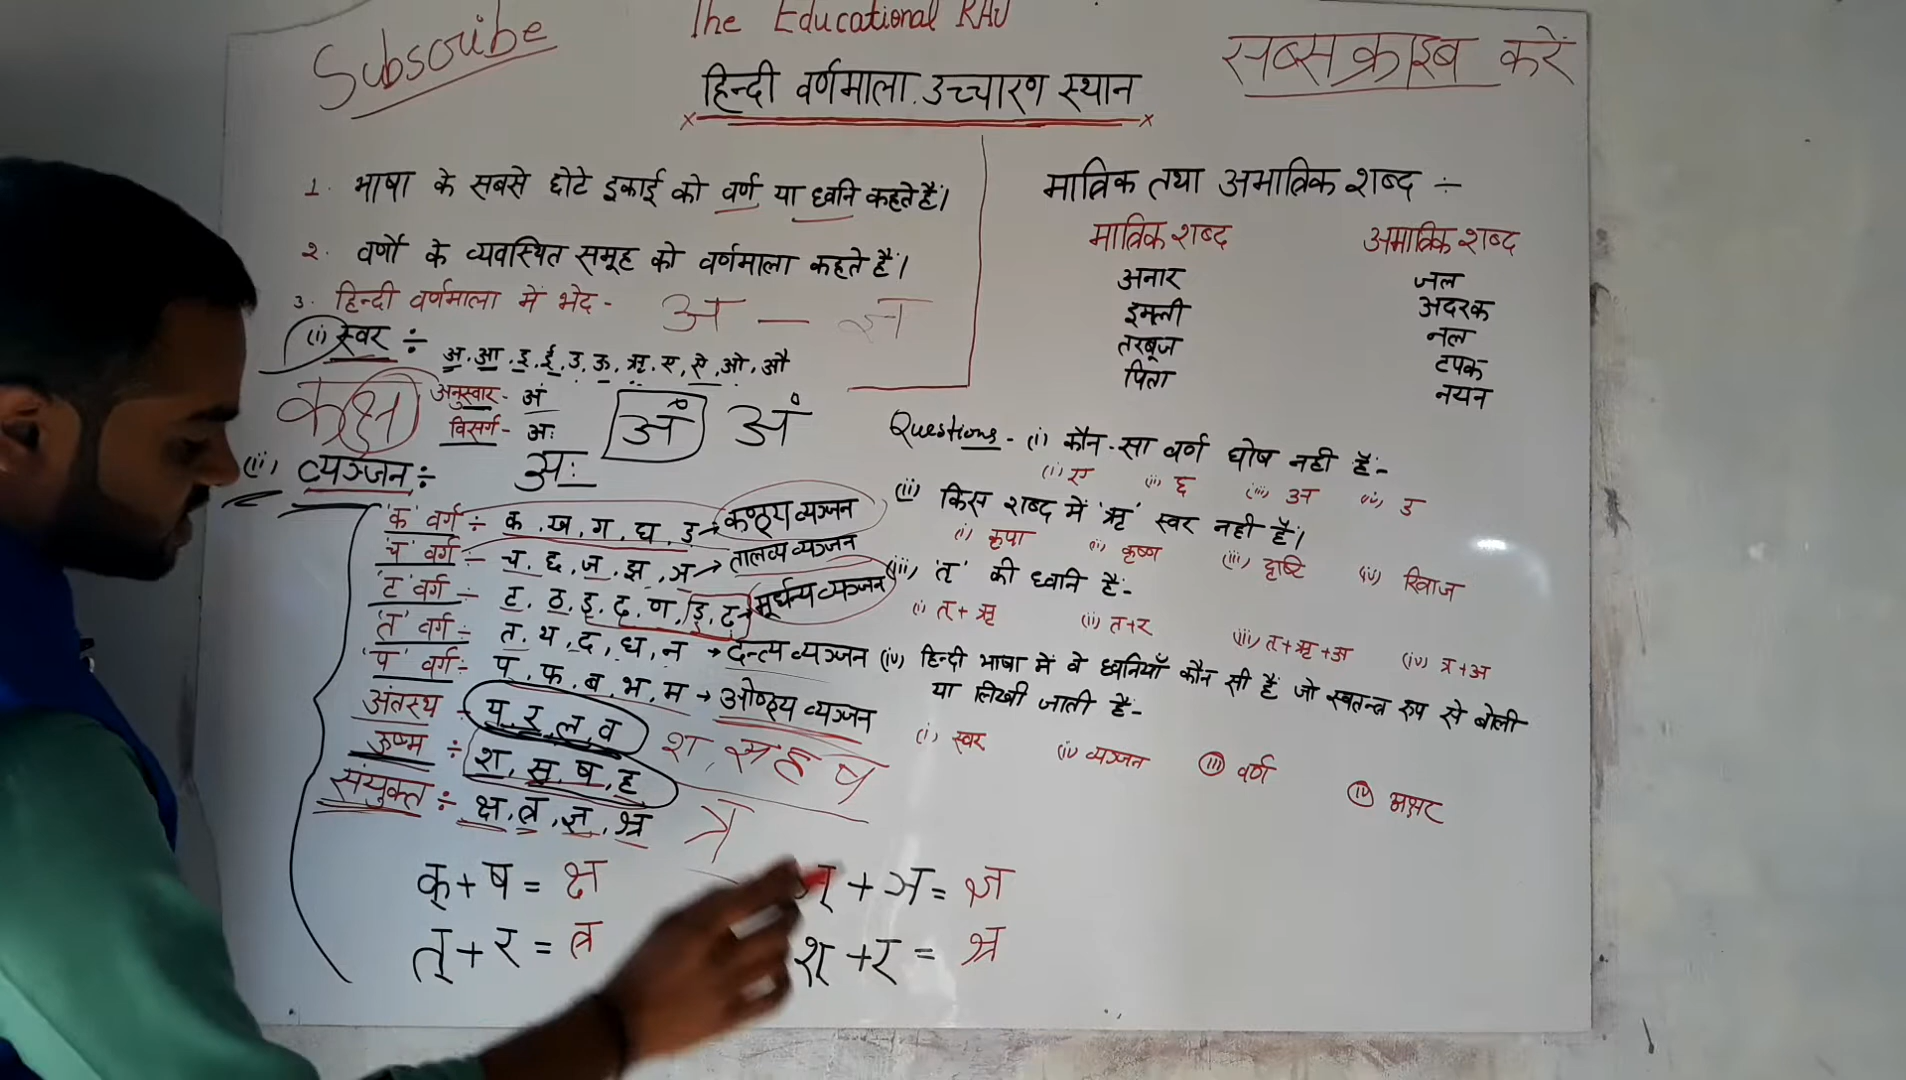 Subscribe
The Educational RAJ
सब्सक्राइब करें
हिन्दी वर्णमाला. उच्चारण स्थान
1. भाषा के सबसे छोटे इकाई को वर्ण या ध्वनि कहते हैं।
२. वर्णों के व्यवस्थित समूह को वर्णमाला कहते हैं।
3. हिन्दी वर्णमाला में भेद- अ — ज्ञ
(i) स्वर ÷ अ, आ, इ, ई, उ, ऊ, ऋ, ए, ऐ, ओ, औ
क क्ष
अनुस्वार- अं
विसर्ग- अः
अं अं
(ii) व्यञ्जन ÷ अः
'क' वर्ग ÷ क, ख, ग, घ, ङ → कण्ठ्य व्यञ्जन
'च' वर्ग - च, छ, ज, झ, ञ → तालव्य व्यञ्जन
'ट' वर्ग - ट, ठ, ड, ढ, ण, ड़, ढ़ → मूर्धन्य व्यञ्जन
'त' वर्ग - त, थ, द, ध, न → दन्त्य व्यञ्जन
'प' वर्ग - प, फ, ब, भ, म → ओष्ठ्य व्यञ्जन
अंतस्थ - य, र, ल, व
ऊष्म ÷ श, स, ष, ह श, स ह ष
संयुक्त ÷ क्ष, त्र, ज्ञ, श्र त्र
क् + ष = क्ष
त् + र = त्र
+ ञ = ज्ञ
श् + र = श्र
मात्रिक तथा अमात्रिक शब्द ÷
मात्रिक शब्द अमात्रिक शब्द
अनार जल
इमली अदरक
तरबूज नल
पिता टपक
नयन
Questions - (i) कौन-सा वर्ण घोष नही है:-
(i) ए (ii) छ (iii) अ (iv) उ
(ii) किस शब्द में 'ऋ' स्वर नही है।
(i) कृपा (ii) कृष्ण (iii) दृष्टि (iv) रिवाज
(iii) 'तृ' की ध्वनि है:-
(i) त् + ऋ (ii) त + र (iii) त + ऋ + अ (iv) त्र + अ
(iv) हिन्दी भाषा में वे ध्वनियाँ कौन सी हैं जो स्वतन्त्र रुप से बोली
या लिखी जाती है:-
(i) स्वर (ii) व्यञ्जन (iii) वर्ण (iv) अक्षर